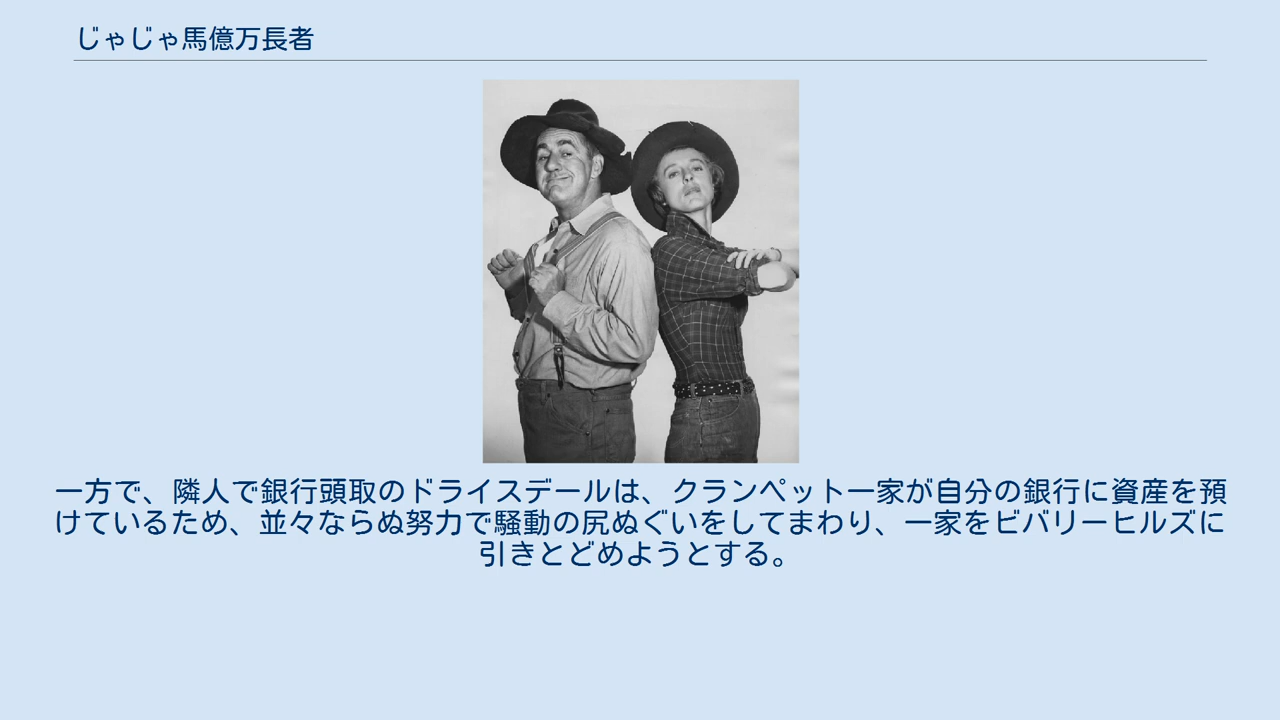 じゃじゃ馬億万長者
一方で、隣人で銀行頭取のドライスデールは、クランペット一家が自分の銀行に資産を預
けているため、並々ならぬ努力で騒動の尻ぬぐいをしてまわり、一家をビバリーヒルズに
引きとどめようとする。